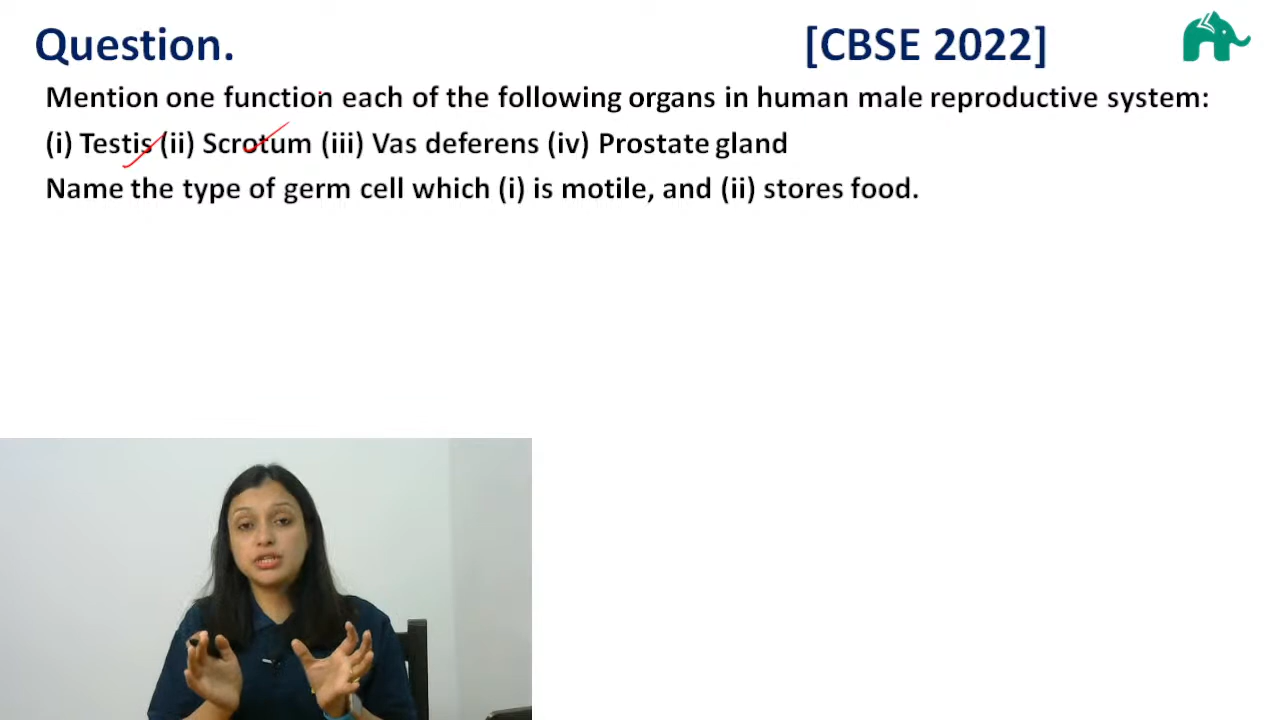 Question.
[CBSE 2022]
Mention one function each of the following organs in human male reproductive system:
(i) Testis (ii) Scrotum (iii) Vas deferens (iv) Prostate gland
Name the type of germ cell which (i) is motile, and (ii) stores food.